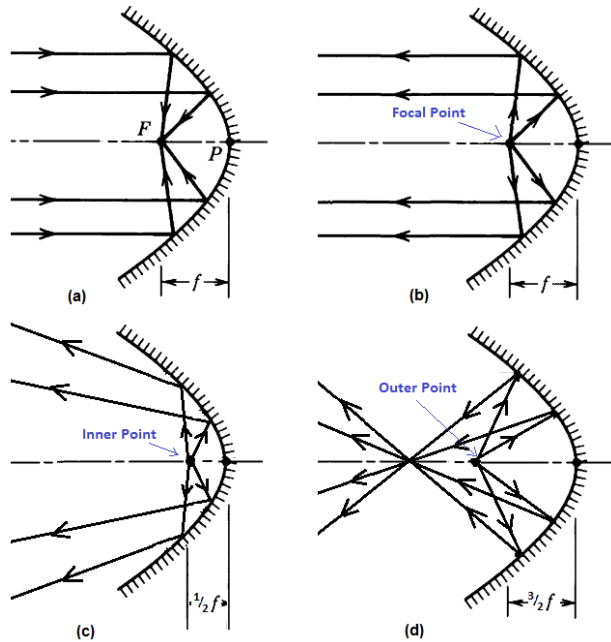 F
P
f
(a)
Focal Point
f
(b)
Inner Point
1/2 f
(c)
Outer Point
3/2 f
(d)